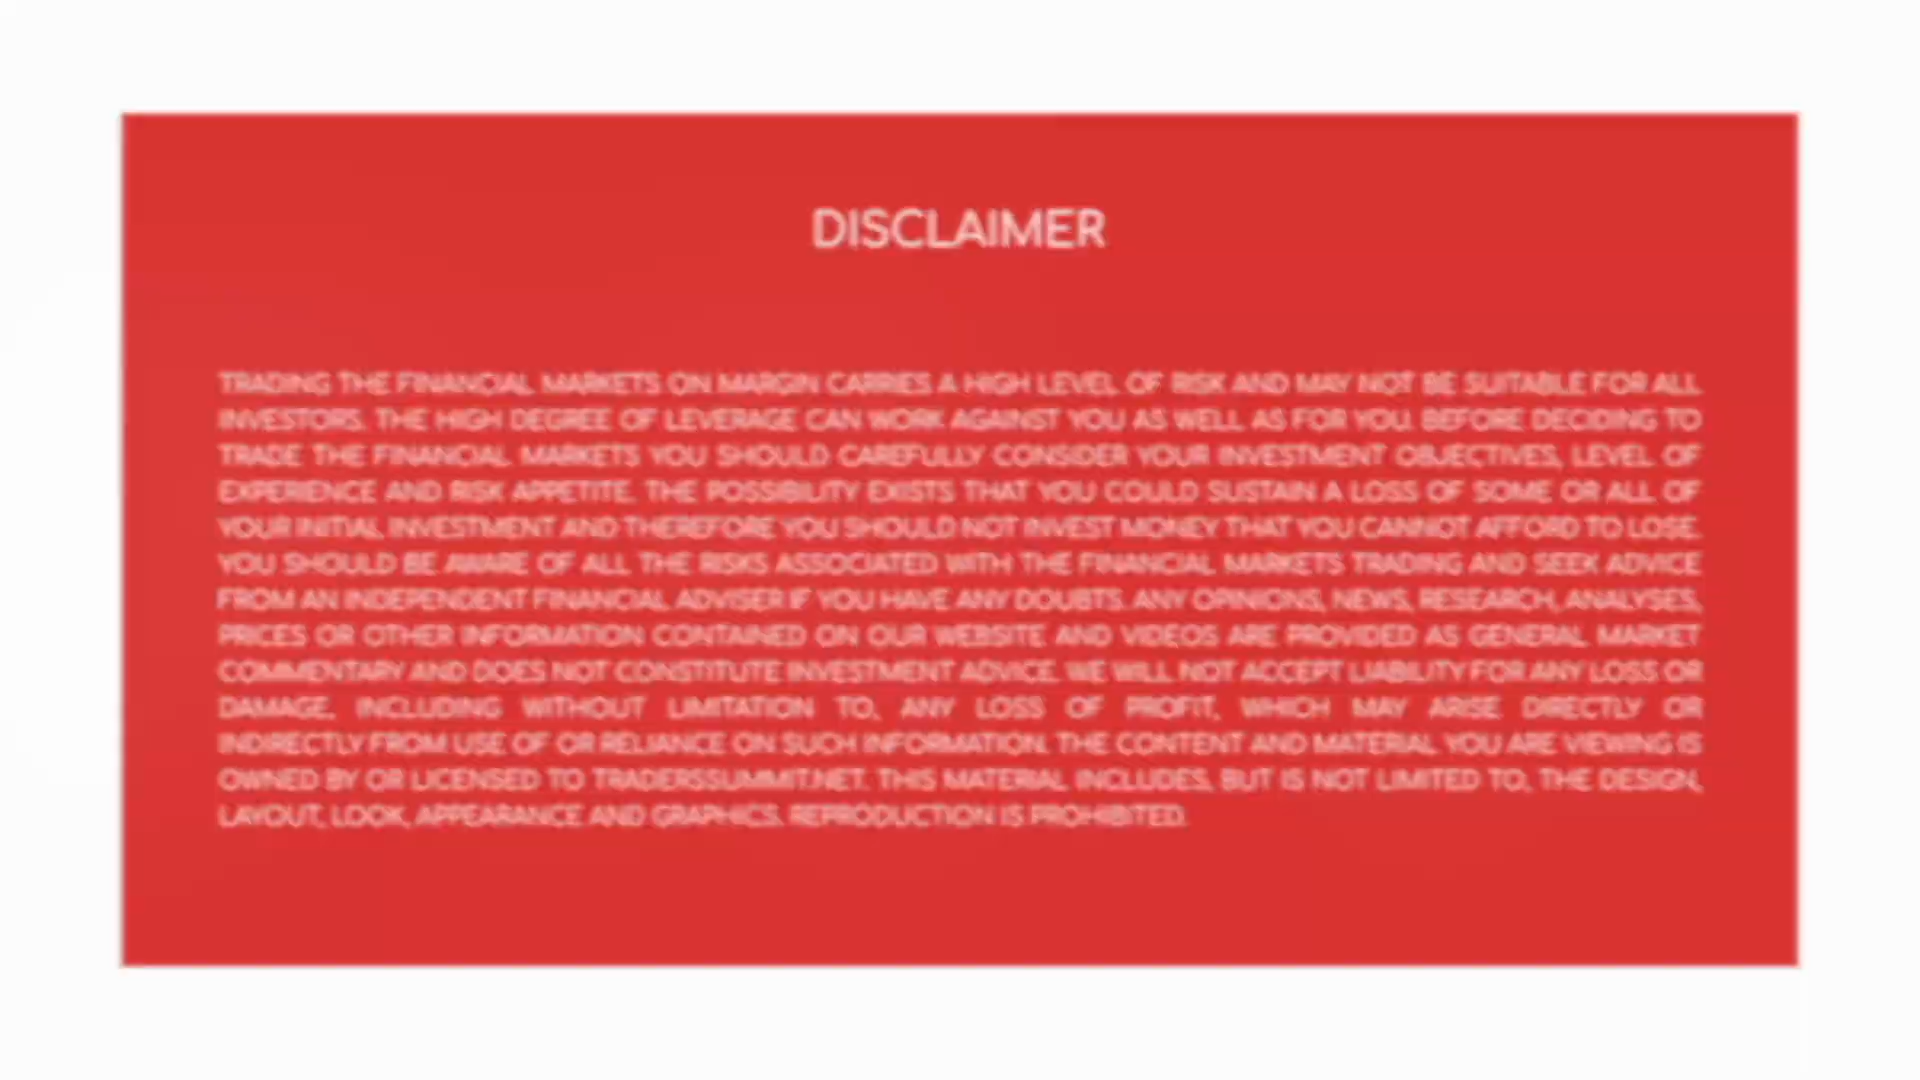 DISCLAIMER
TRADING THE FINANCIAL MARKETS ON MARGIN CARRIES A HIGH LEVEL OF RISK AND MAY NOT BE SUITABLE FOR ALL
INVESTORS. THE HIGH DEGREE OF LEVERAGE CAN WORK AGAINST YOU AS WELL AS FOR YOU. BEFORE DECIDING TO
TRADE THE FINANCIAL MARKETS YOU SHOULD CAREFULLY CONSIDER YOUR INVESTMENT OBJECTIVES, LEVEL OF
EXPERIENCE AND RISK APPETITE. THE POSSIBILITY EXISTS THAT YOU COULD SUSTAIN A LOSS OF SOME OR ALL OF
YOUR INITIAL INVESTMENT AND THEREFORE YOU SHOULD NOT INVEST MONEY THAT YOU CANNOT AFFORD TO LOSE.
YOU SHOULD BE AWARE OF ALL THE RISKS ASSOCIATED WITH THE FINANCIAL MARKETS TRADING AND SEEK ADVICE
FROM AN INDEPENDENT FINANCIAL ADVISER IF YOU HAVE ANY DOUBTS. ANY OPINIONS, NEWS, RESEARCH, ANALYSES,
PRICES OR OTHER INFORMATION CONTAINED ON OUR WEBSITE AND VIDEOS ARE PROVIDED AS GENERAL MARKET
COMMENTARY AND DOES NOT CONSTITUTE INVESTMENT ADVICE. WE WILL NOT ACCEPT LIABILITY FOR ANY LOSS OR
DAMAGE, INCLUDING WITHOUT LIMITATION TO, ANY LOSS OF PROFIT, WHICH MAY ARISE DIRECTLY OR
INDIRECTLY FROM USE OF OR RELIANCE ON SUCH INFORMATION. THE CONTENT AND MATERIAL YOU ARE VIEWING IS
OWNED BY OR LICENSED TO TRADERSSUMMIT.NET. THIS MATERIAL INCLUDES, BUT IS NOT LIMITED TO, THE DESIGN,
LAYOUT, LOOK, APPEARANCE AND GRAPHICS. REPRODUCTION IS PROHIBITED.